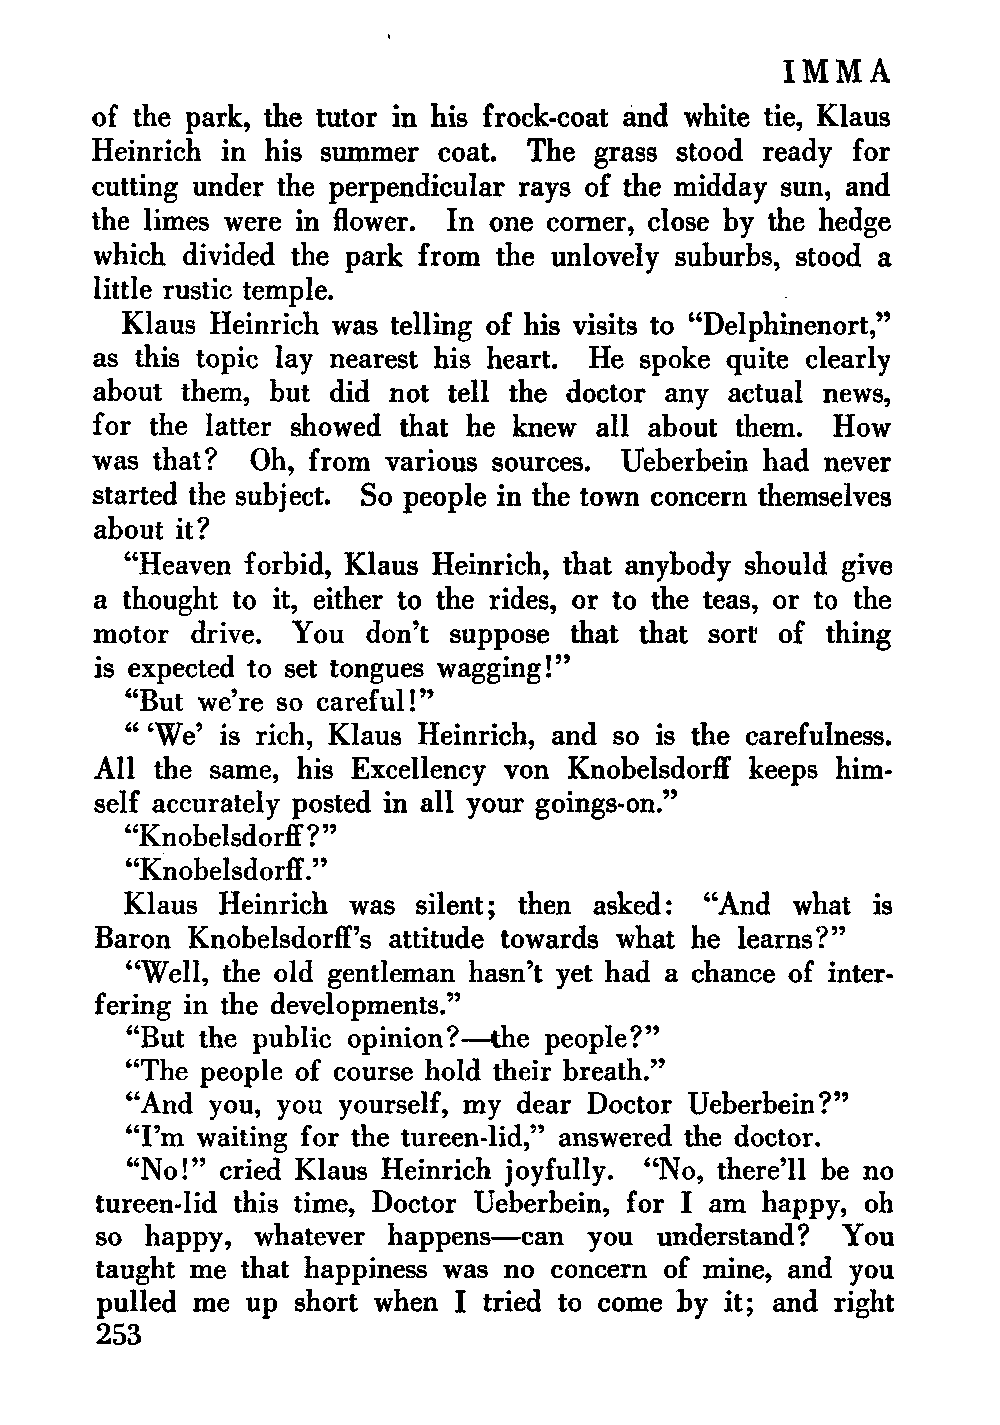 IMMA
of the park, the tutor in his frock-coat and white tie, Klaus
Heinrich in his summer coat. The grass stood ready for
cutting under the perpendicular rays of the midday sun, and
the limes were in flower. In one corner, close by the hedge
which divided the park from the unlovely suburbs, stood a
little rustic temple.
Klaus Heinrich was telling of his visits to “Delphinenort,”
as this topic lay nearest his heart. He spoke quite clearly
about them, but did not tell the doctor any actual news,
for the latter showed that he knew all about them. How
was that? Oh, from various sources. Ueberbein had never
started the subject. So people in the town concern themselves
about it?
“Heaven forbid, Klaus Heinrich, that anybody should give
a thought to it, either to the rides, or to the teas, or to the
motor drive. You don’t suppose that that sort of thing
is expected to set tongues wagging!”
“But we’re so careful!”
“ ‘We’ is rich, Klaus Heinrich, and so is the carefulness.
All the same, his Excellency von Knobelsdorff keeps him-
self accurately posted in all your goings-on.”
“Knobelsdorff?”
“Knobelsdorff.”
Klaus Heinrich was silent; then asked: “And what is
Baron Knobelsdorff’s attitude towards what he learns?”
“Well, the old gentleman hasn’t yet had a chance of inter-
fering in the developments.”
“But the public opinion?—the people?”
“The people of course hold their breath.”
“And you, you yourself, my dear Doctor Ueberbein?”
“I’m waiting for the tureen-lid,” answered the doctor.
“No!” cried Klaus Heinrich joyfully. “No, there’ll be no
tureen-lid this time, Doctor Ueberbein, for I am happy, oh
so happy, whatever happens—can you understand? You
taught me that happiness was no concern of mine, and you
pulled me up short when I tried to come by it; and right
253